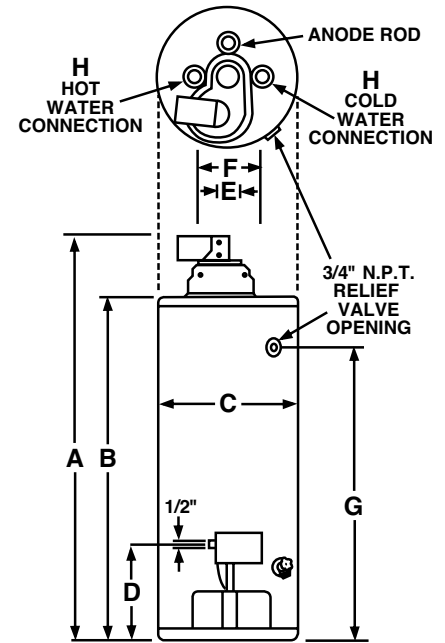 ANODE ROD
H
HOT
WATER
CONNECTION
H
COLD
WATER
CONNECTION
F
E
3/4" N.P.T.
RELIEF
VALVE
OPENING
C
A
B
G
1/2"
D